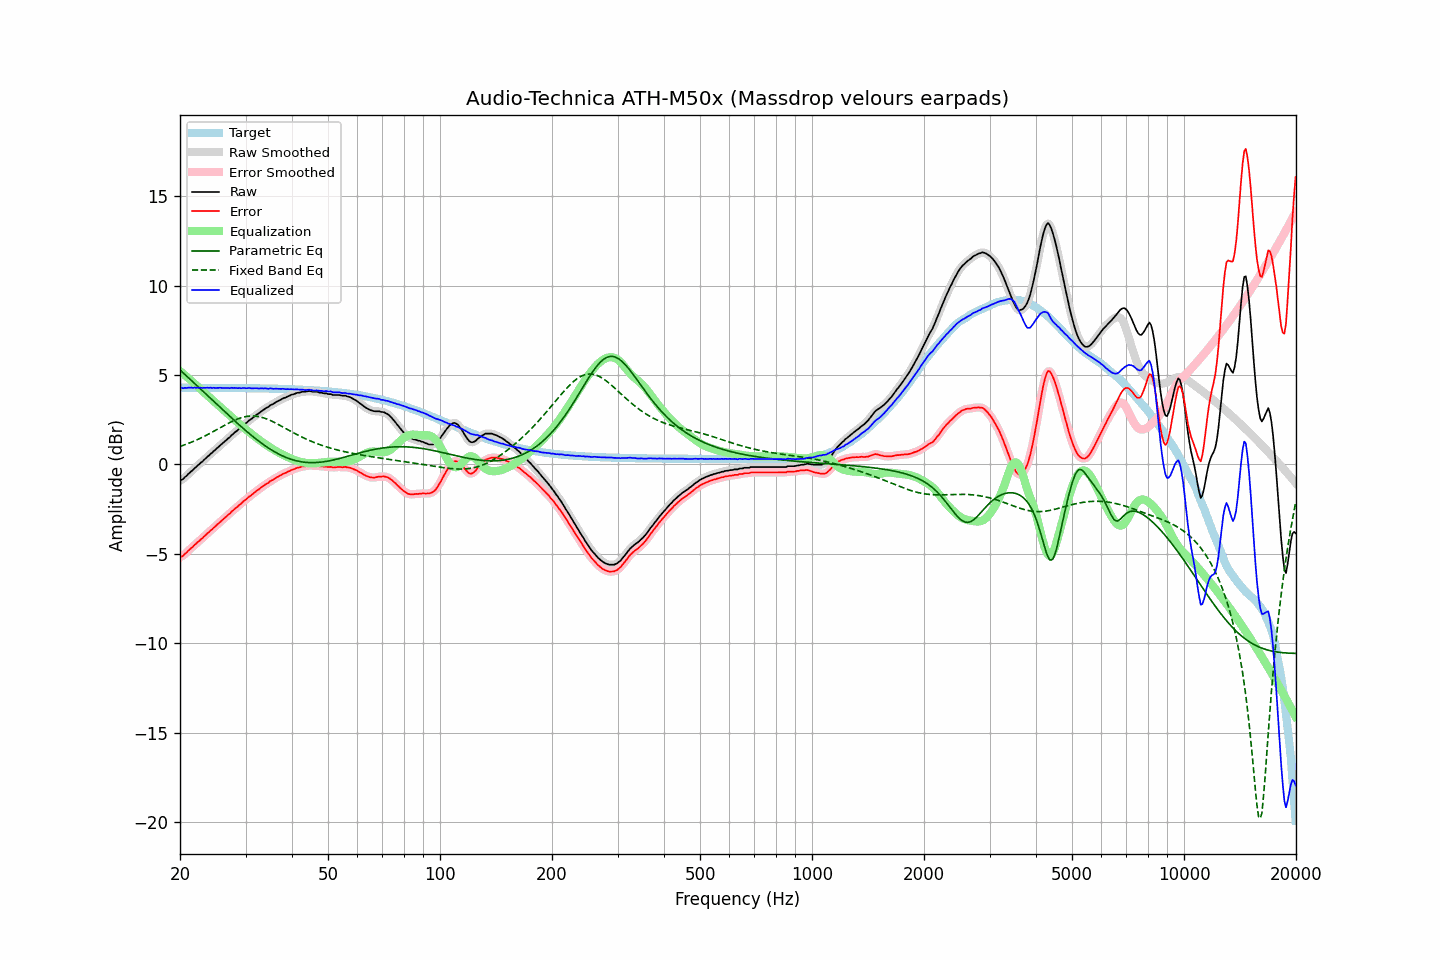 Audio-Technica ATH-M50x (Massdrop velours earpads)
Target
Raw Smoothed
Error Smoothed
Raw
Error
Equalization
Parametric Eq
Fixed Band Eq
Equalized
Amplitude (dBr)
15
10
5
0
−5
−10
−15
−20
20
50
100
200
500
1000
2000
5000
10000
20000
Frequency (Hz)